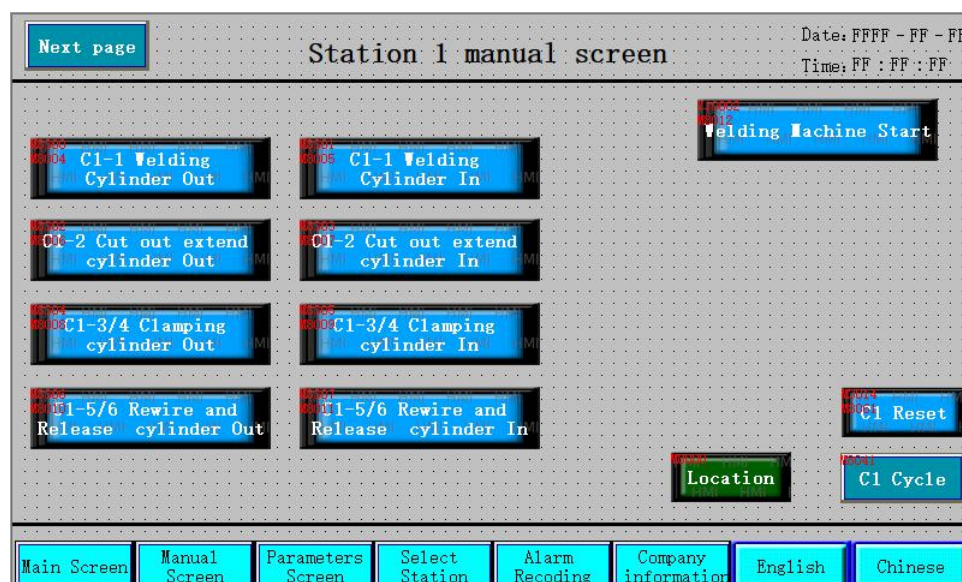 Next page
Station 1 manual screen
Date: FFFF - FF - FF
Time: FF : FF : FF
Welding Machine Start
C1-1 Welding
Cylinder Out
C1-1 Welding
Cylinder In
C1-2 Cut out extend
cylinder Out
C1-2 Cut out extend
cylinder In
C1-3/4 Clamping
cylinder Out
C1-3/4 Clamping
cylinder In
C1-5/6 Rewire and
Release cylinder Out
C1-5/6 Rewire and
Release cylinder In
C1 Reset
Location
C1 Cycle
Main Screen
Manual
Screen
Parameters
Screen
Select
Station
Alarm
Recoding
Company
information
English
Chinese